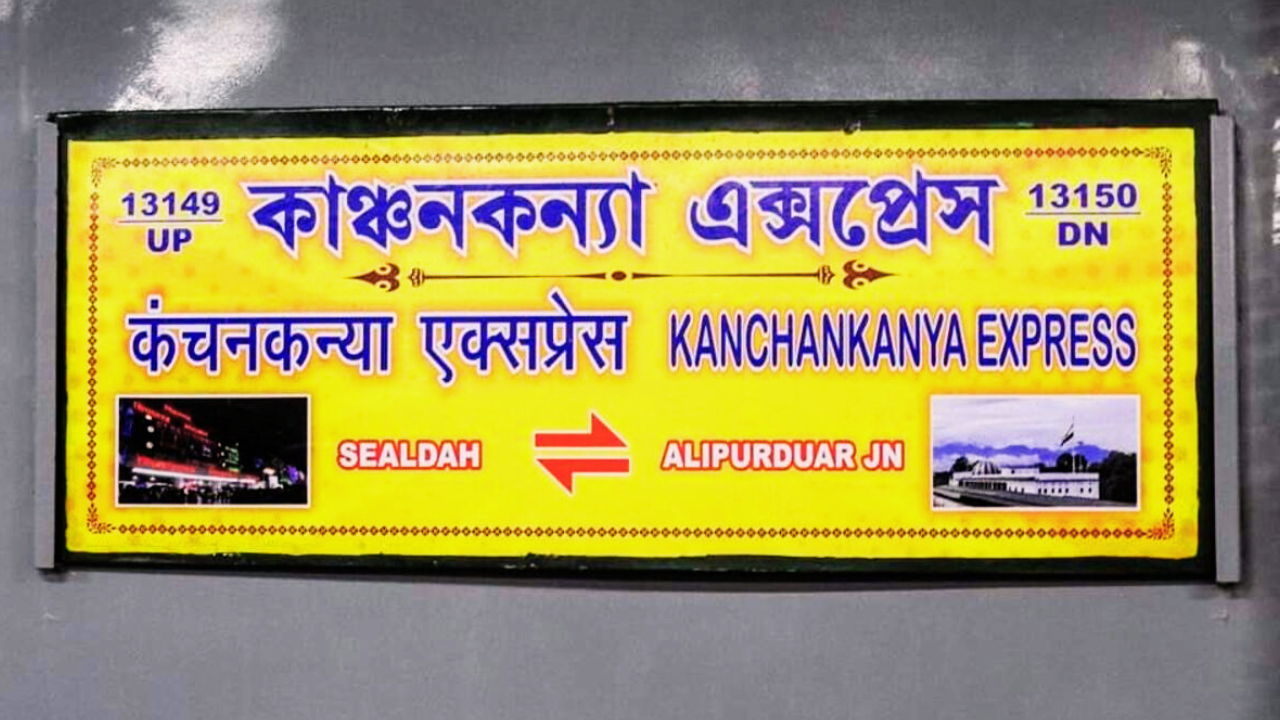 13149 কাঞ্চনকন্যা এক্সপ্রেস 13150
UP DN
कंचनकन्या एक्सप्रेस KANCHANKANYA EXPRESS
SEALDAH ALIPURDUAR JN